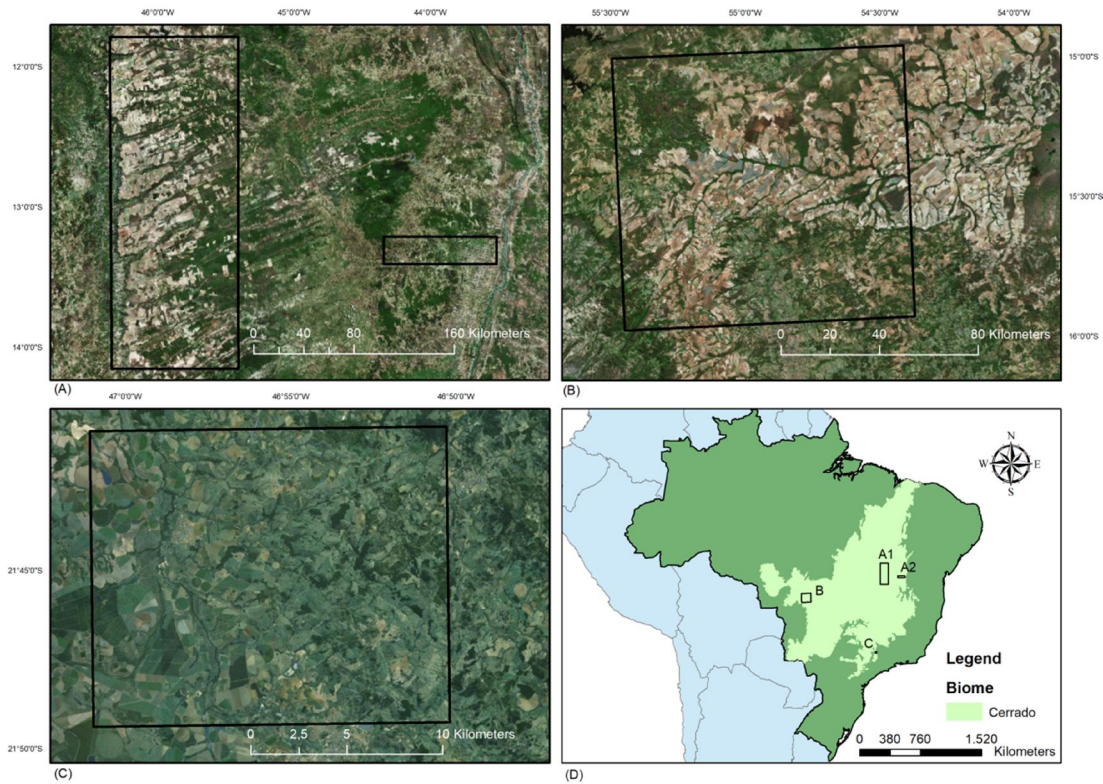 46°0'0"W 45°0'0"W 44°0'0"W
12°0'0"S
13°0'0"S
14°0'0"S
0 40 80 160 Kilometers
(A)
55°30'0"W 55°0'0"W 54°30'0"W 54°0'0"W
15°0'0"S
15°30'0"S
16°0'0"S
0 20 40 80 Kilometers
(B)
47°0'0"W 46°55'0"W 46°50'0"W
21°45'0"S
21°50'0"S
0 2,5 5 10 Kilometers
(C)
N
W E
S
A1
A2
B
C
Legend
Biome
Cerrado
0 380 760 1.520
Kilometers
(D)